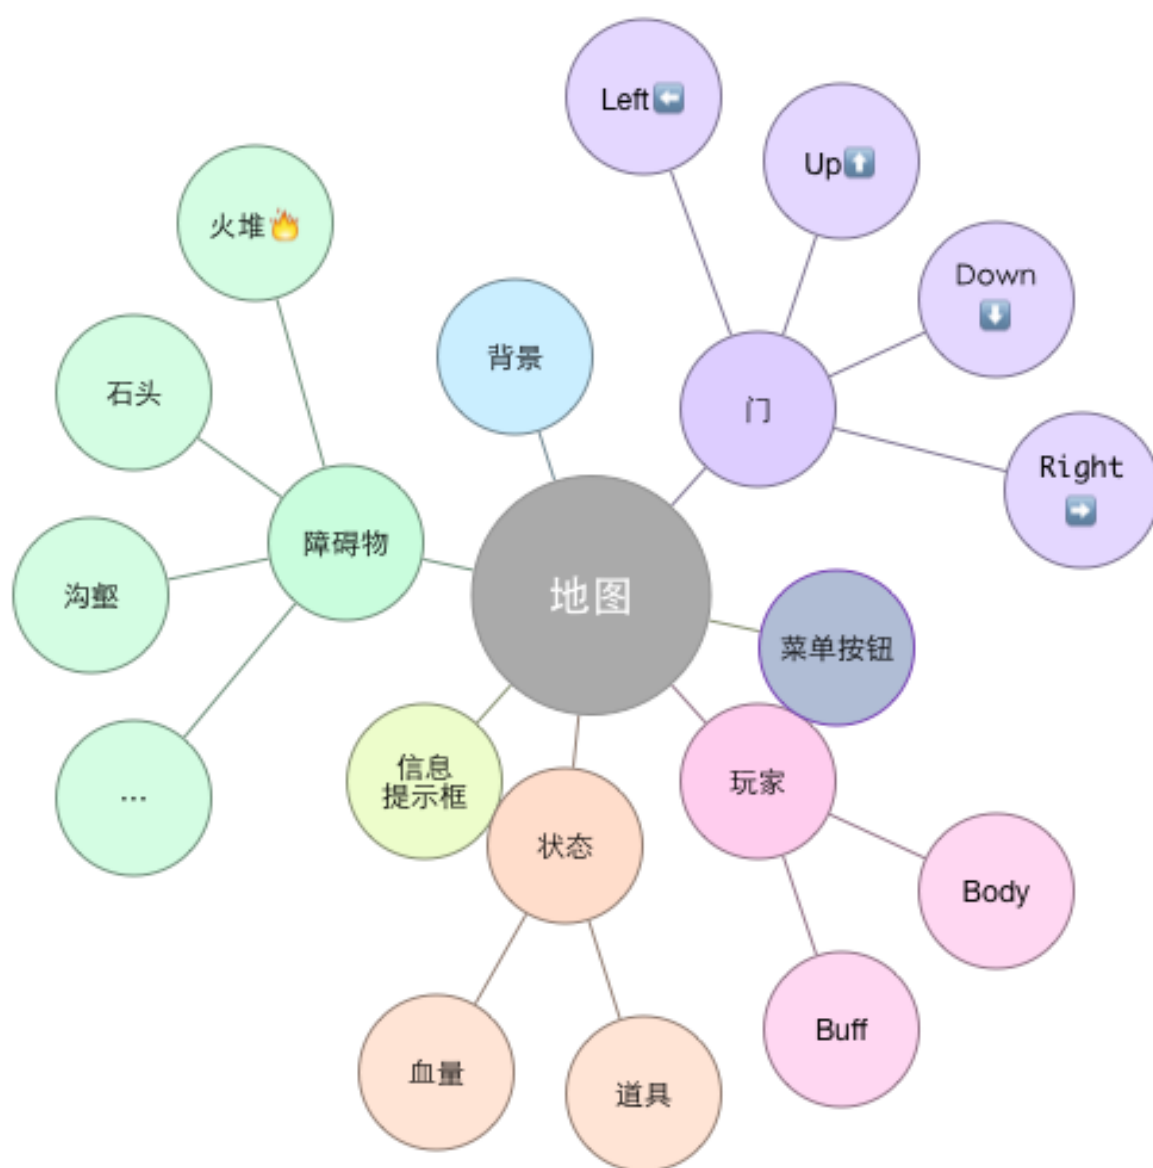 Left⬅️
Up⬆️
火堆🔥
Down
⬇️
背景
石头
门
Right
➡️
障碍物
沟壑
地图
菜单按钮
信息
提示框
玩家
…
状态
Body
Buff
血量
道具